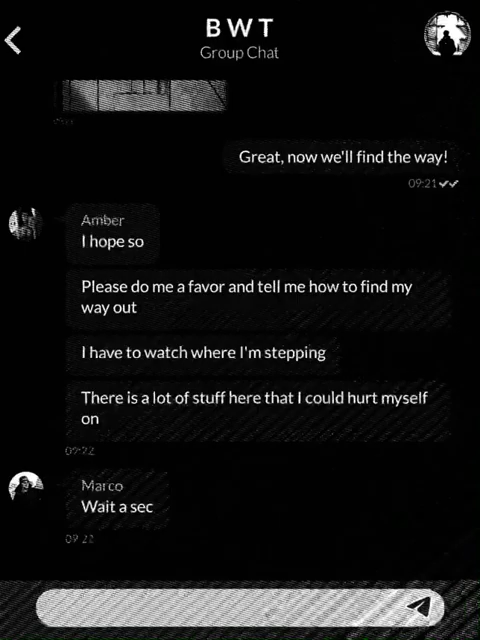 BWT
Group Chat
Great, now we'll find the way!
09:21
Amber
I hope so
Please do me a favor and tell me how to find my
way out
I have to watch where I'm stepping
There is a lot of stuff here that I could hurt myself
on
09:22
Marco
Wait a sec
09:22